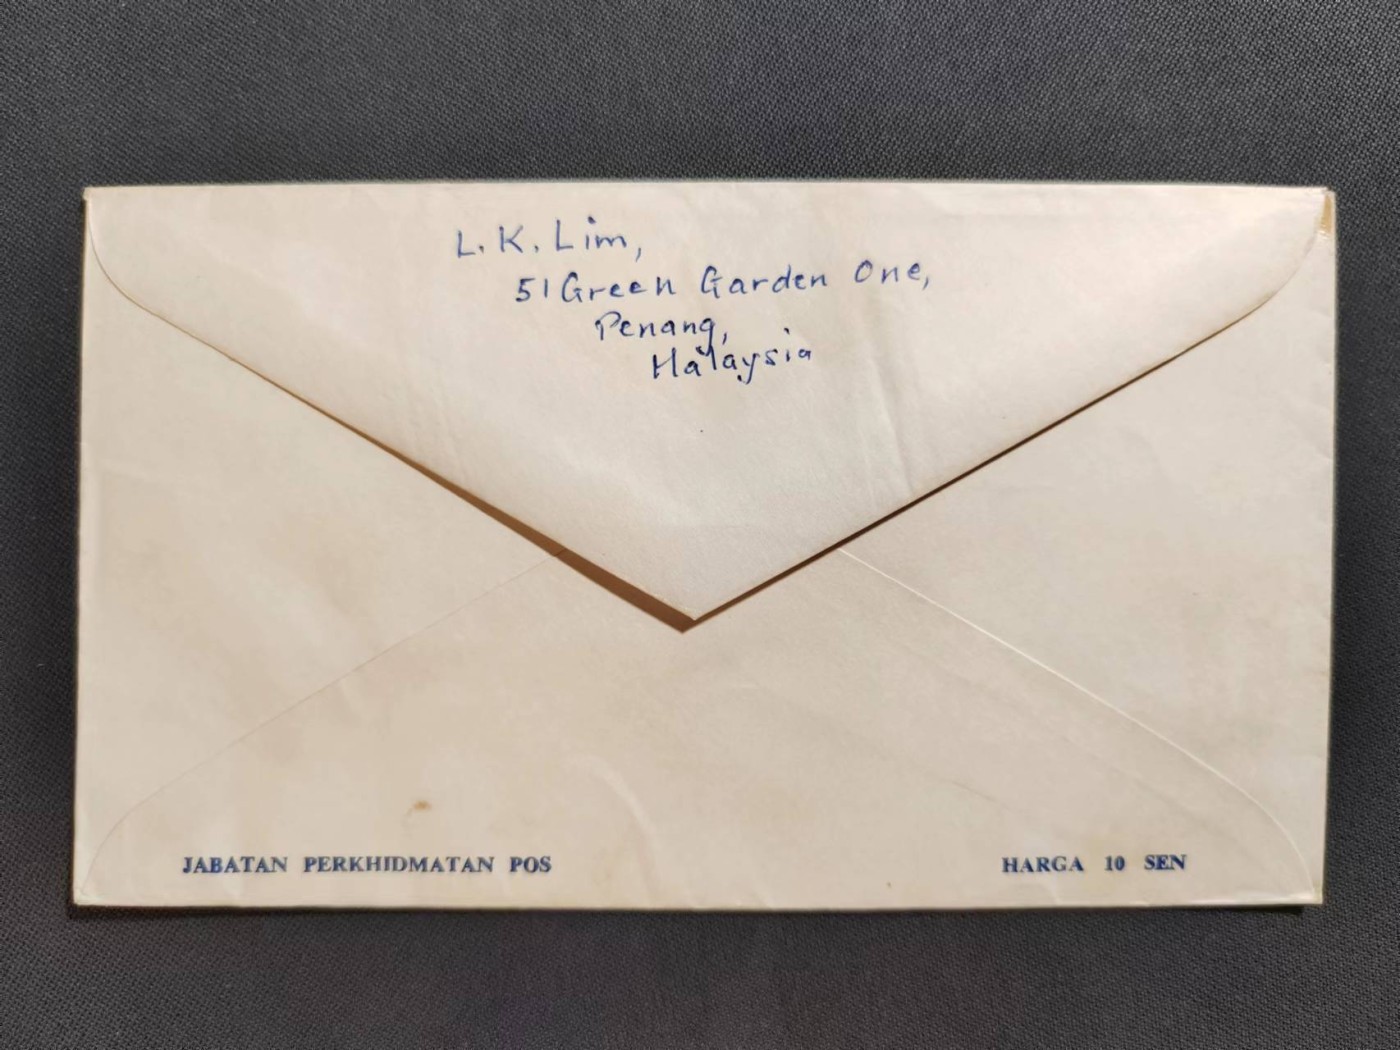 L. K. Lim,
51 Green Garden One,
Penang,
Malaysia
JABATAN PERKHIDMATAN POS
HARGA 10 SEN